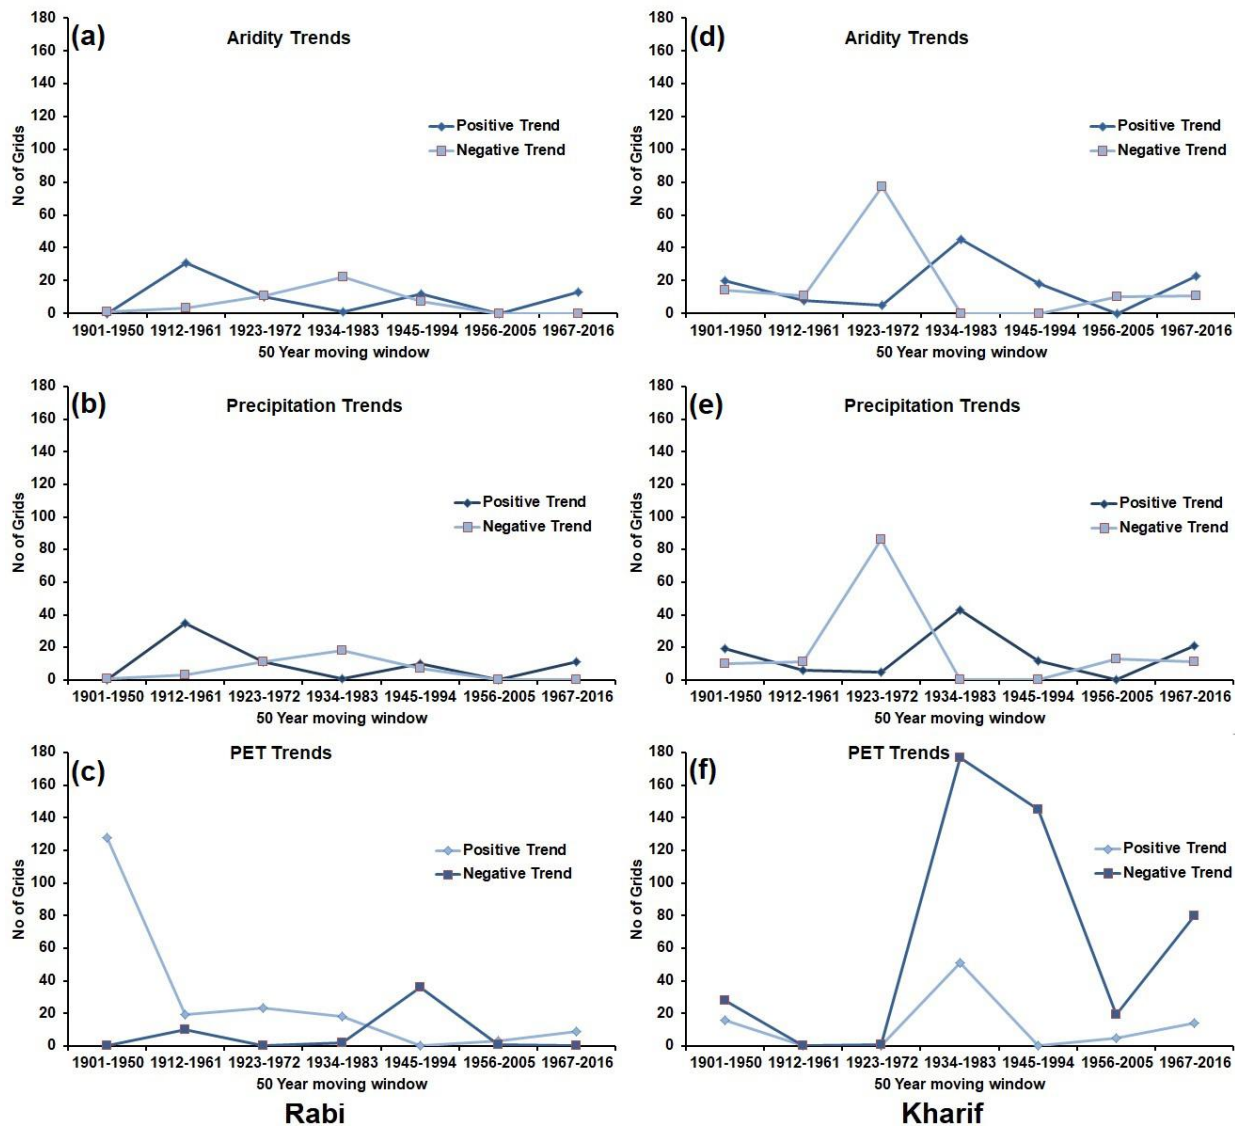 (a)
Aridity Trends
180
160
140
120
100
80
60
40
20
0
No of Grids
Positive Trend
Negative Trend
1901-1950 1912-1961 1923-1972 1934-1983 1945-1994 1956-2005 1967-2016
50 Year moving window
(d)
Aridity Trends
180
160
140
120
100
80
60
40
20
0
No of Grids
Positive Trend
Negative Trend
1901-1950 1912-1961 1923-1972 1934-1983 1945-1994 1956-2005 1967-2016
50 Year moving window
(b)
Precipitation Trends
180
160
140
120
100
80
60
40
20
0
No of Grids
Positive Trend
Negative Trend
1901-1950 1912-1961 1923-1972 1934-1983 1945-1994 1956-2005 1967-2016
50 Year moving window
(e)
Precipitation Trends
180
160
140
120
100
80
60
40
20
0
No of Grids
Positive Trend
Negative Trend
1901-1950 1912-1961 1923-1972 1934-1983 1945-1994 1956-2005 1967-2016
50 Year moving window
(c)
PET Trends
180
160
140
120
100
80
60
40
20
0
No of Grids
Positive Trend
Negative Trend
1901-1950 1912-1961 1923-1972 1934-1983 1945-1994 1956-2005 1967-2016
50 Year moving window
Rabi
(f)
PET Trends
180
160
140
120
100
80
60
40
20
0
No of Grids
Positive Trend
Negative Trend
1901-1950 1912-1961 1923-1972 1934-1983 1945-1994 1956-2005 1967-2016
50 Year moving window
Kharif